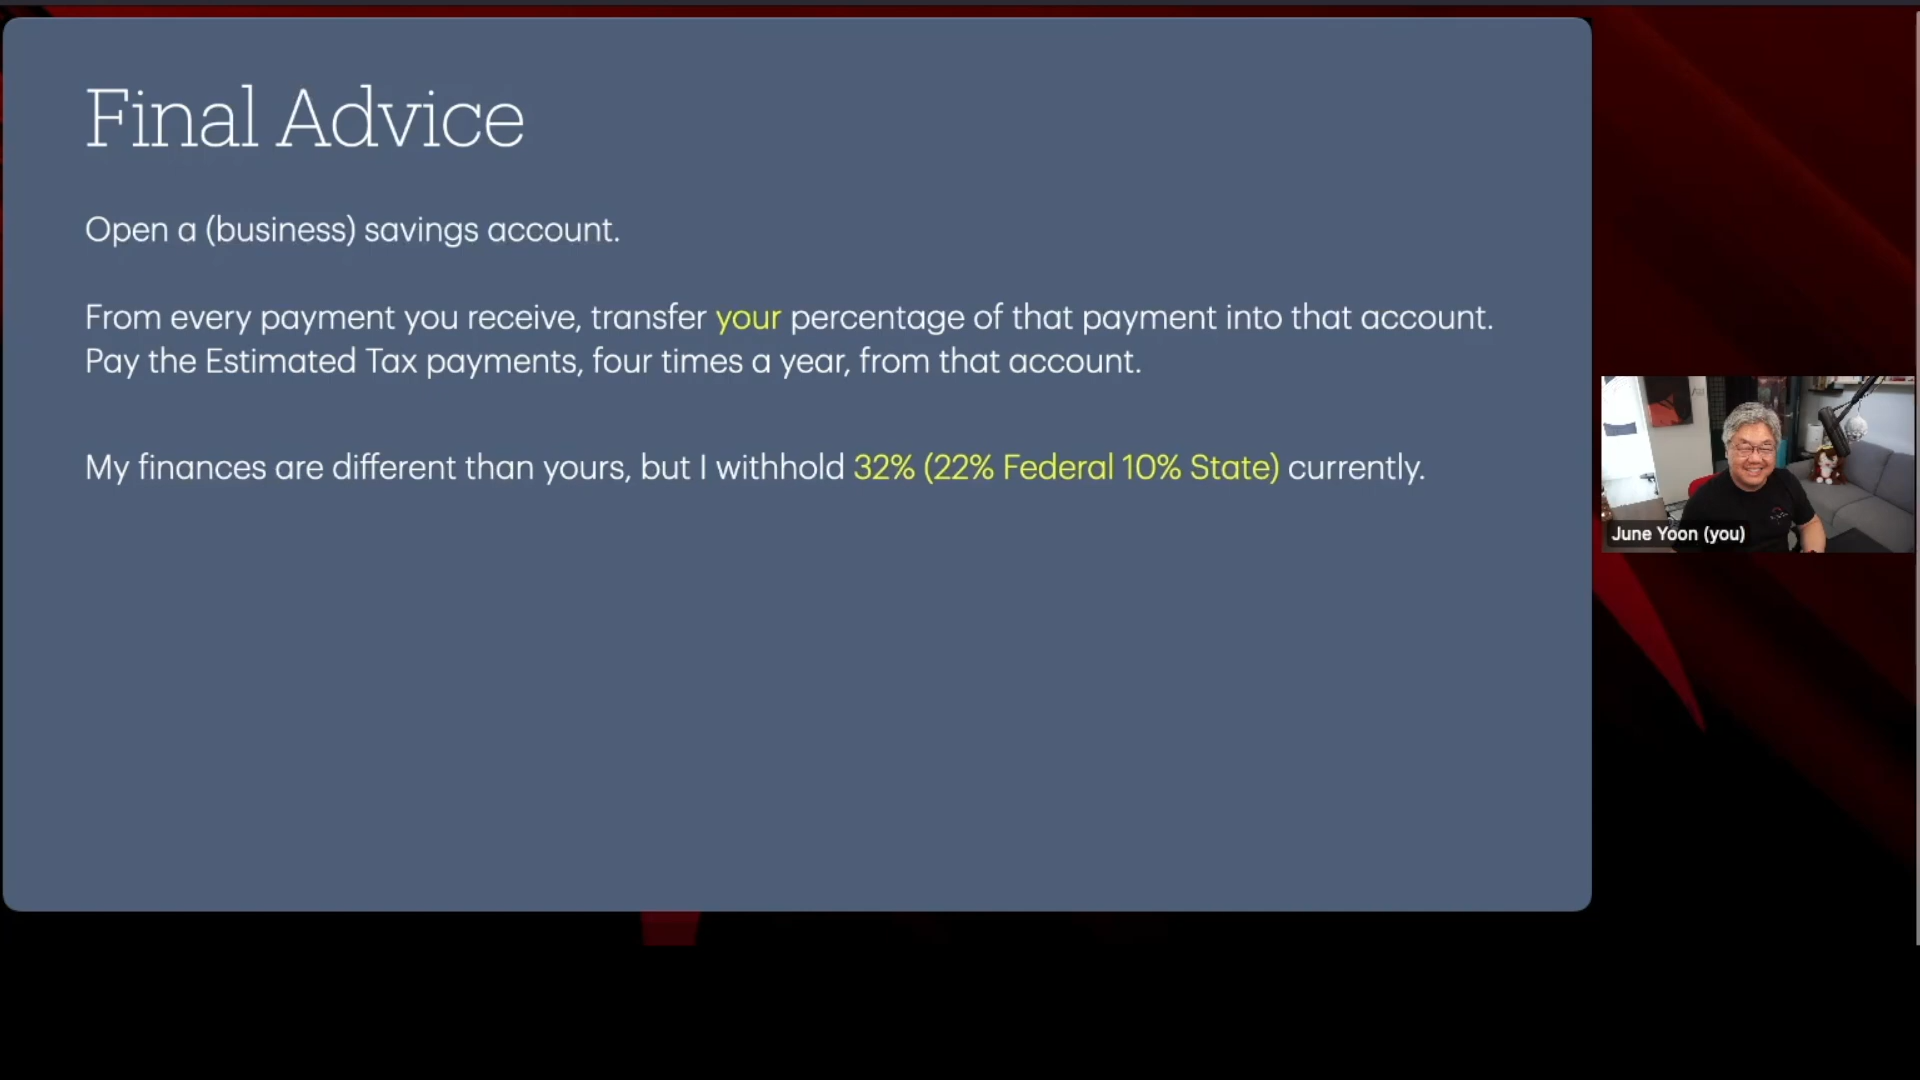 Final Advice
Open a (business) savings account.
From every payment you receive, transfer your percentage of that payment into that account.
Pay the Estimated Tax payments, four times a year, from that account.
My finances are different than yours, but I withhold 32% (22% Federal 10% State) currently.
June Yoon (you)